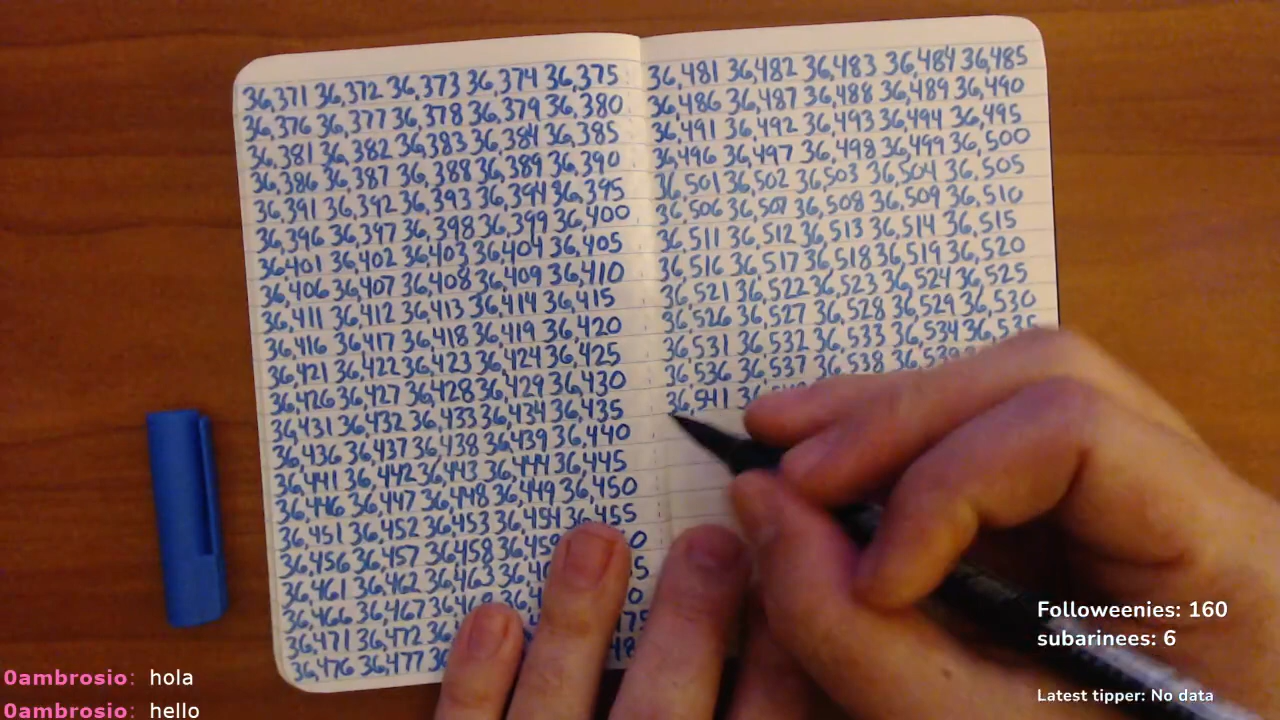 36,371 36,372 36,373 36,374 36,375
36,376 36,377 36,378 36,379 36,380
36,381 36,382 36,383 36,384 36,385
36,386 36,387 36,388 36,389 36,390
36,391 36,392 36,393 36,394 36,395
36,396 36,397 36,398 36,399 36,400
36,401 36,402 36,403 36,404 36,405
36,406 36,407 36,408 36,409 36,410
36,411 36,412 36,413 36,414 36,415
36,416 36,417 36,418 36,419 36,420
36,421 36,422 36,423 36,424 36,425
36,426 36,427 36,428 36,429 36,430
36,431 36,432 36,433 36,434 36,435
36,436 36,437 36,438 36,439 36,440
36,441 36,442 36,443 36,444 36,445
36,446 36,447 36,448 36,449 36,450
36,451 36,452 36,453 36,454 36,455
36,456 36,457 36,458 36,459
36,461 36,462 36,463
36,466 36,467
36,471 36,472
36,476 36,477
36,481 36,482 36,483 36,484 36,485
36,486 36,487 36,488 36,489 36,490
36,491 36,492 36,493 36,494 36,495
36,496 36,497 36,498 36,499 36,500
36,501 36,502 36,503 36,504 36,505
36,506 36,507 36,508 36,509 36,510
36,511 36,512 36,513 36,514 36,515
36,516 36,517 36,518 36,519 36,520
36,521 36,522 36,523 36,524 36,525
36,526 36,527 36,528 36,529 36,530
36,531 36,532 36,533 36,534 36,535
36,536 36,537 36,538 36,539
36,541
Followeenies: 160
subarinees: 6
Latest tipper: No data
0ambrosio: hola
0ambrosio: hello